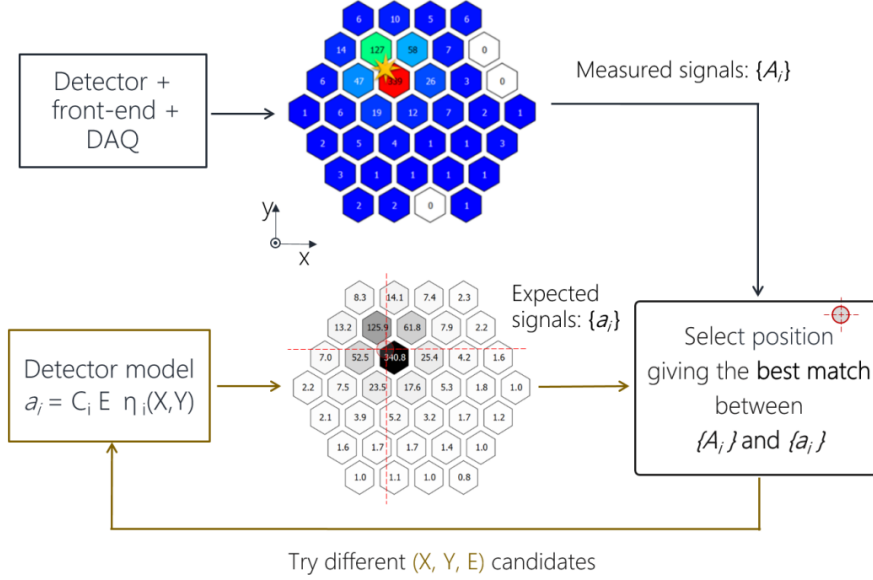 6 10 5 6
14 127 58 7 0
6 47 26 3 0
1 6 19 12 7 2 1
2 5 4 1 1 3
3 1 1 1 1
2 2 0 1
Detector +
front-end +
DAQ
Measured signals: {Aᵢ}
y
x
8.3 14.1 7.4 2.3
13.2 125.9 61.8 7.9 2.2
7.0 52.5 340.8 25.4 4.2 1.6
2.2 7.5 23.5 17.6 5.3 1.8 1.0
2.1 3.9 5.2 3.2 1.7 1.2
1.6 1.7 1.7 1.4 1.0
1.0 1.1 1.0 0.8
Expected
signals: {aᵢ}
Detector model
aᵢ = Cᵢ E ηᵢ(X,Y)
Select position
giving the best match
between
{Aᵢ} and {aᵢ}
Try different (X, Y, E) candidates